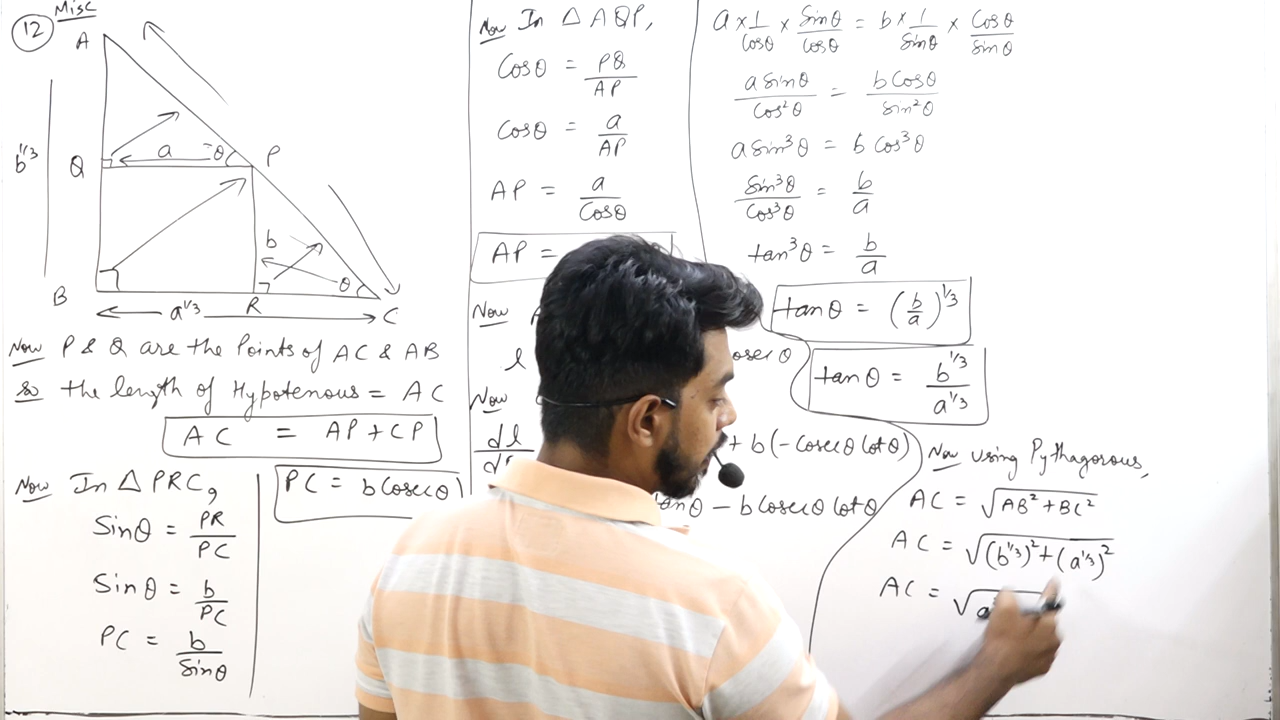 Misc
12
A
b^1/3
Q
a
θ
P
b
θ
B
R
C
a^1/3
Now P & Q are the Points of AC & AB
so the length of Hypotenous = AC
AC = AP + CP
Now In △ PRC,
Sinθ = PR/PC
Sinθ = b/PC
PC = b/Sinθ
PC = b Cosecθ
Now In △ AQP,
Cosθ = PQ/AP
Cosθ = a/AP
AP = a/Cosθ
AP =
Now
l
osec θ
Now
dl
+ b(-cosecθ Cotθ)
tanθ - b Cosecθ Cotθ
a × 1/Cosθ × Sinθ/Cosθ = b × 1/Sinθ × Cosθ/Sinθ
a Sinθ/Cos²θ = b Cosθ/Sin²θ
a Sin³θ = b Cos³θ
Sin³θ/Cos³θ = b/a
tan³θ = b/a
tanθ = (b/a)^1/3
tanθ = b^1/3/a^1/3
Now using Pythagorous,
AC = √AB² + BC²
AC = √(b^1/3)² + (a^1/3)²
AC = √a